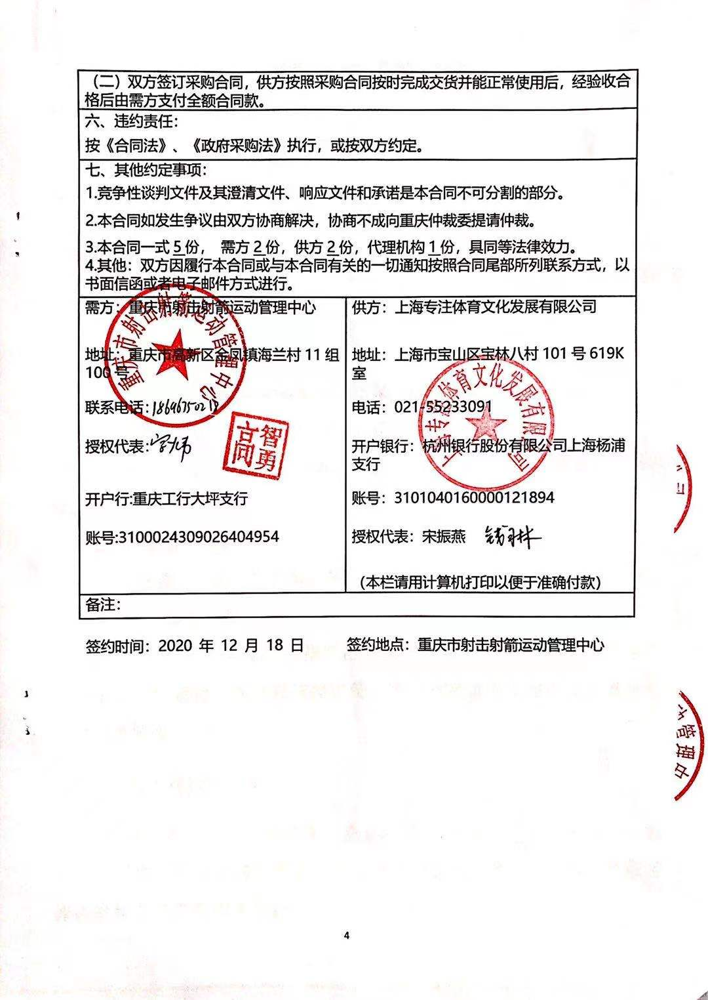 （二）双方签订采购合同，供方按照采购合同按时完成交货并能正常使用后，经验收合
格后由需方支付全额合同款。
六、违约责任：
按《合同法》、《政府采购法》执行，或按双方约定。
七、其他约定事项：
1.竞争性谈判文件及其澄清文件、响应文件和承诺是本合同不可分割的部分。
2.本合同如发生争议由双方协商解决，协商不成向重庆仲裁委提请仲裁。
3.本合同一式 5 份， 需方 2 份，供方 2 份，代理机构 1 份，具同等法律效力。
4.其他：双方因履行本合同或与本合同有关的一切通知按照合同尾部所列联系方式，以
书面信函或者电子邮件方式进行。
需方：重庆市射击射箭运动管理中心
地址：重庆市高新区金凤镇海兰村 11 组
100 号
联系电话：18696750218
授权代表：
开户行:重庆工行大坪支行
账号:3100024309026404954
重庆市射击射箭运动管理中心
智勇
供方：上海专注体育文化发展有限公司
地址：上海市宝山区宝林八村 101 号 619K
室
电话：021-55233091
开户银行：杭州银行股份有限公司上海杨浦
支行
账号：3101040160000121894
授权代表：宋振燕
（本栏请用计算机打印以便于准确付款）
上海专注体育文化发展有限公司
备注：
签约时间：2020 年 12 月 18 日
签约地点：重庆市射击射箭运动管理中心
公司
心管理中
4